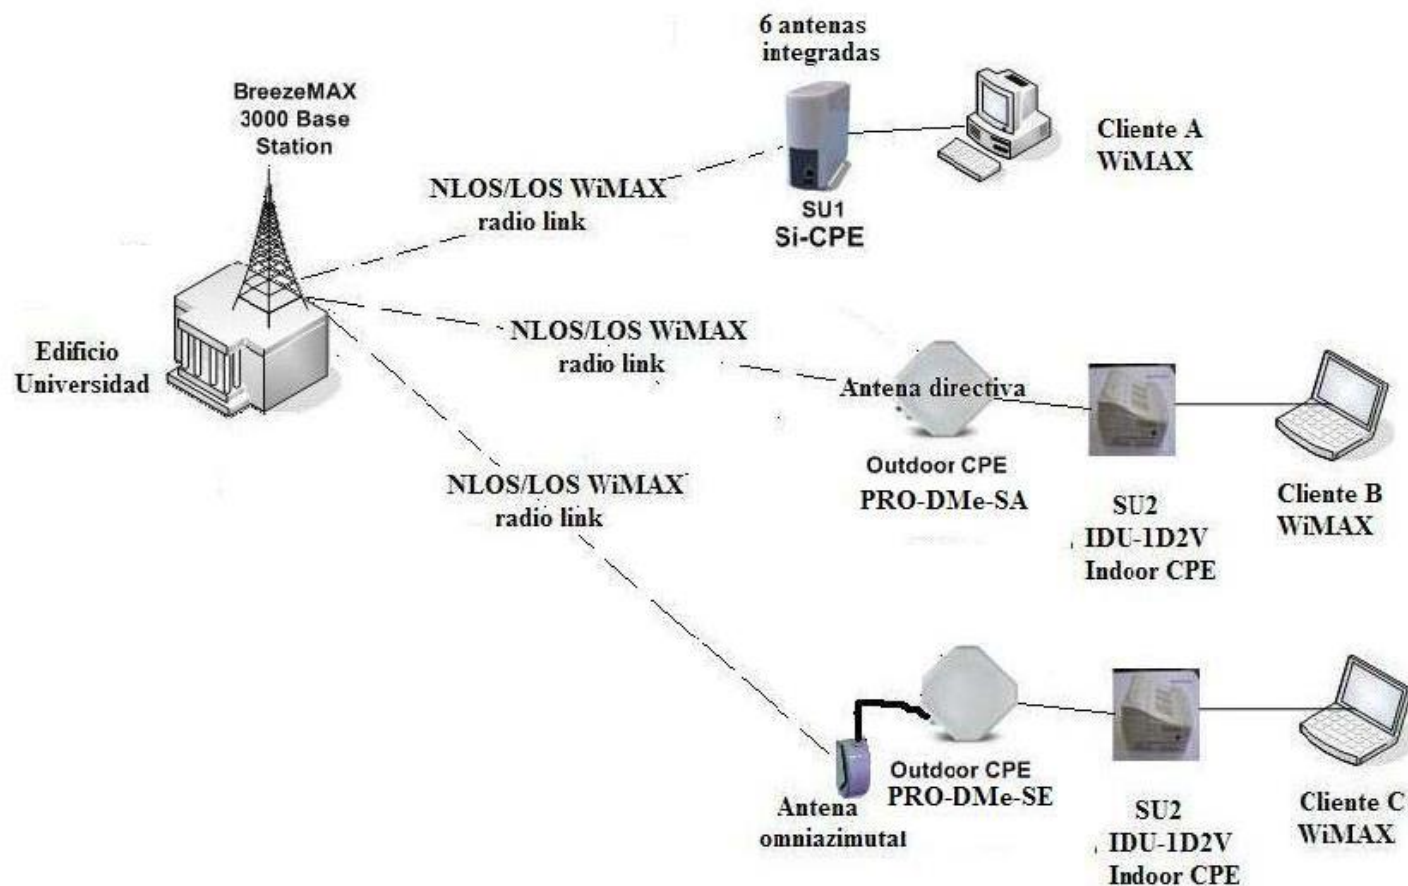 6 antenas
integradas
BreezeMAX
3000 Base
Station
Cliente A
WiMAX
NLOS/LOS WiMAX
radio link
SU1
Si-CPE
NLOS/LOS WiMAX
radio link
Edificio
Universidad
Antena directiva
Outdoor CPE
PRO-DMe-SA
NLOS/LOS WiMAX
radio link
SU2
IDU-1D2V
Indoor CPE
Cliente B
WiMAX
Outdoor CPE
PRO-DMe-SE
Antena
omniazimutal
SU2
IDU-1D2V
Indoor CPE
Cliente C
WiMAX